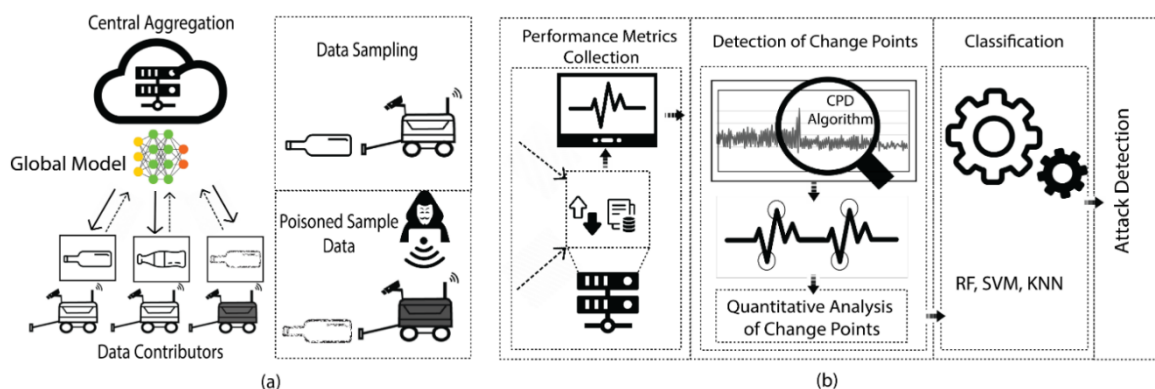 Central Aggregation
Global Model
Data Contributors
Data Sampling
Poisoned Sample
Data
(a)
Performance Metrics
Collection
Detection of Change Points
CPD
Algorithm
Quantitative Analysis
of Change Points
Classification
RF, SVM, KNN
Attack Detection
(b)